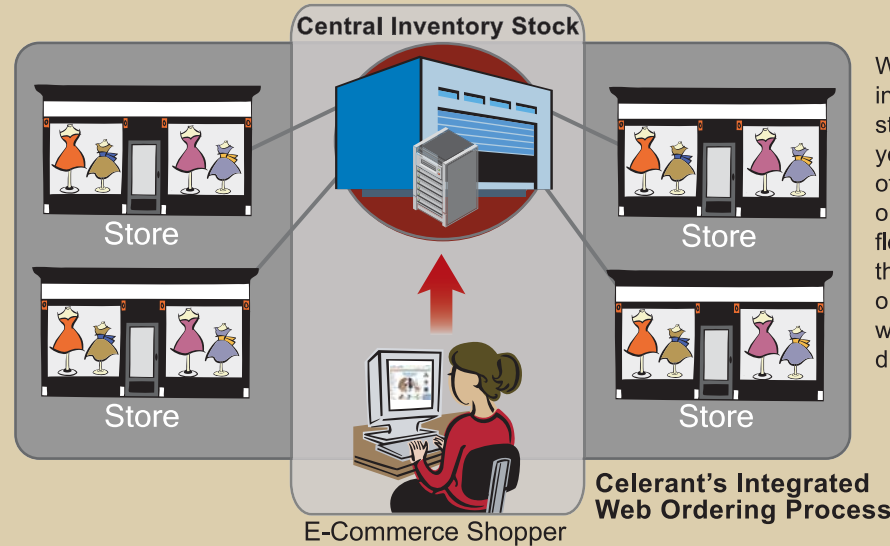 Central Inventory Stock
Store
Store
Store
Store
E-Commerce Shopper
Celerant's Integrated
Web Ordering Process